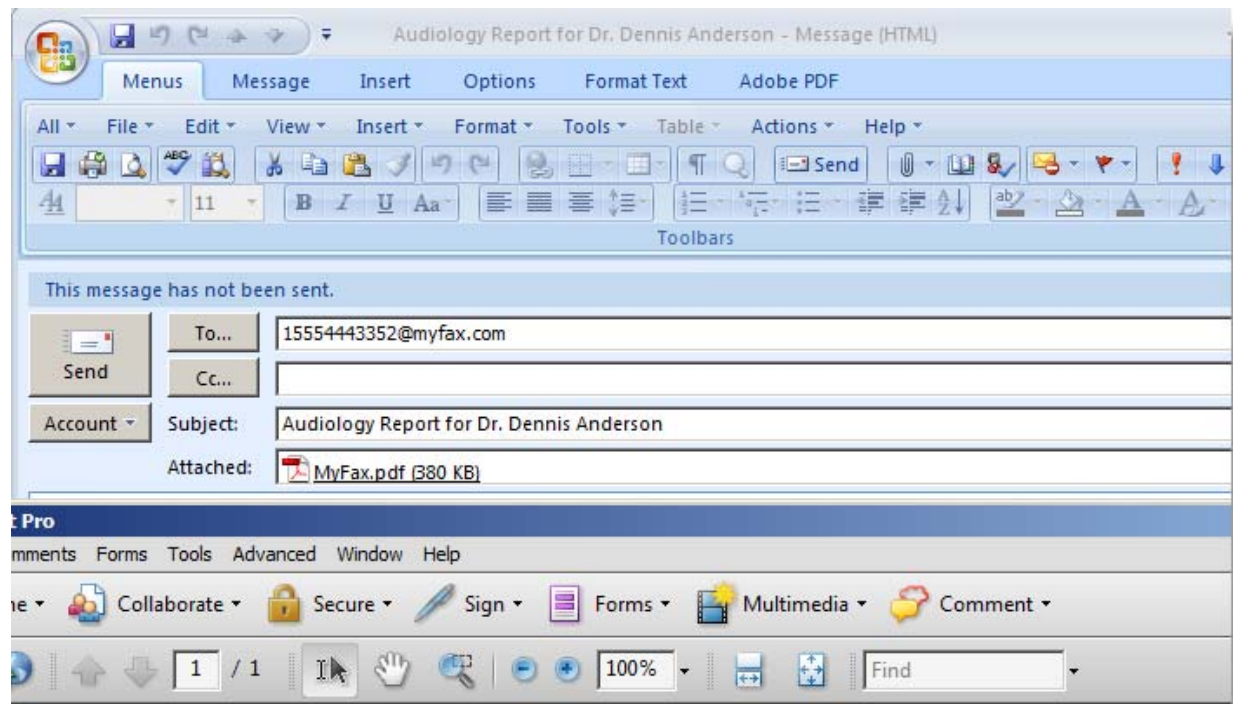 Audiology Report for Dr. Dennis Anderson - Message (HTML)
Menus Message Insert Options Format Text Adobe PDF
All File Edit View Insert Format Tools Table Actions Help
ABC Send
11 B I U Aa ab
Toolbars
This message has not been sent.
To... 15554443352@myfax.com
Send
Cc...
Account Subject: Audiology Report for Dr. Dennis Anderson
Attached: MyFax.pdf (380 KB)
t Pro
mments Forms Tools Advanced Window Help
ne Collaborate Secure Sign Forms Multimedia Comment
1 / 1 100% Find